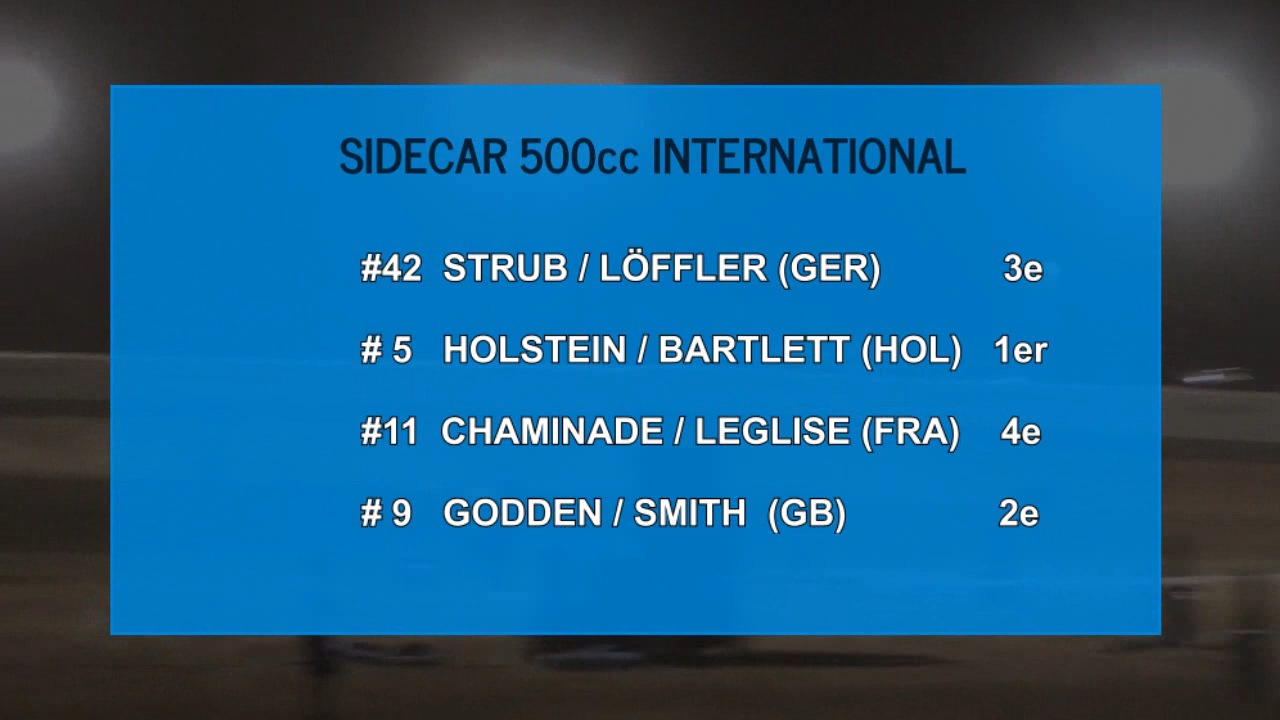 SIDECAR 500cc INTERNATIONAL
#42 STRUB / LÖFFLER (GER) 3e
# 5 HOLSTEIN / BARTLETT (HOL) 1er
#11 CHAMINADE / LEGLISE (FRA) 4e
# 9 GODDEN / SMITH (GB) 2e